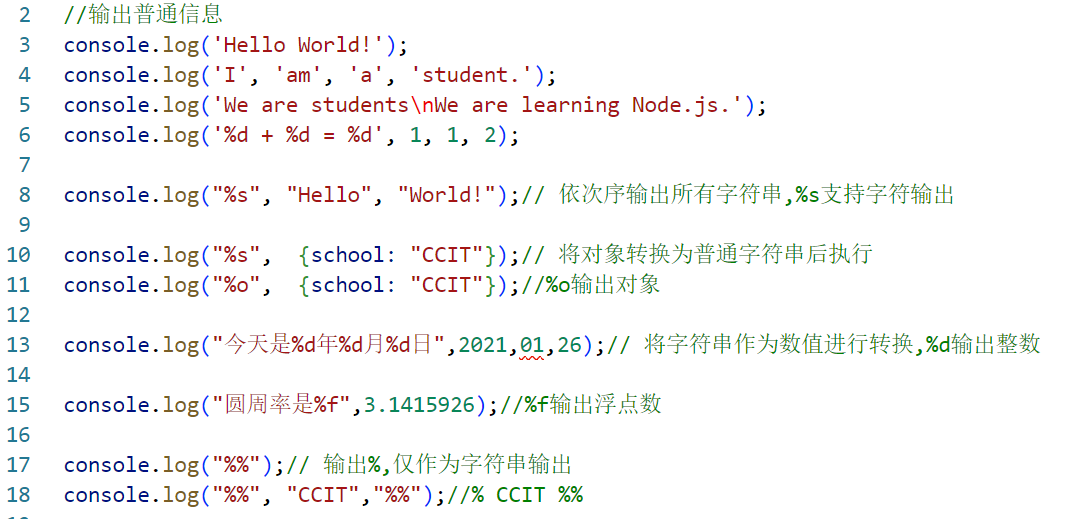 2 //输出普通信息
3 console.log('Hello World!');
4 console.log('I', 'am', 'a', 'student.');
5 console.log('We are students\nWe are learning Node.js.');
6 console.log('%d + %d = %d', 1, 1, 2);
7
8 console.log("%s", "Hello", "World!");// 依次序输出所有字符串,%s支持字符输出
9
10 console.log("%s",  {school: "CCIT"});// 将对象转换为普通字符串后执行
11 console.log("%o",  {school: "CCIT"});//%o输出对象
12
13 console.log("今天是%d年%d月%d日",2021,01,26);// 将字符串作为数值进行转换,%d输出整数
14
15 console.log("圆周率是%f",3.1415926);//%f输出浮点数
16
17 console.log("%%");// 输出%,仅作为字符串输出
18 console.log("%%", "CCIT","%%");//% CCIT %%